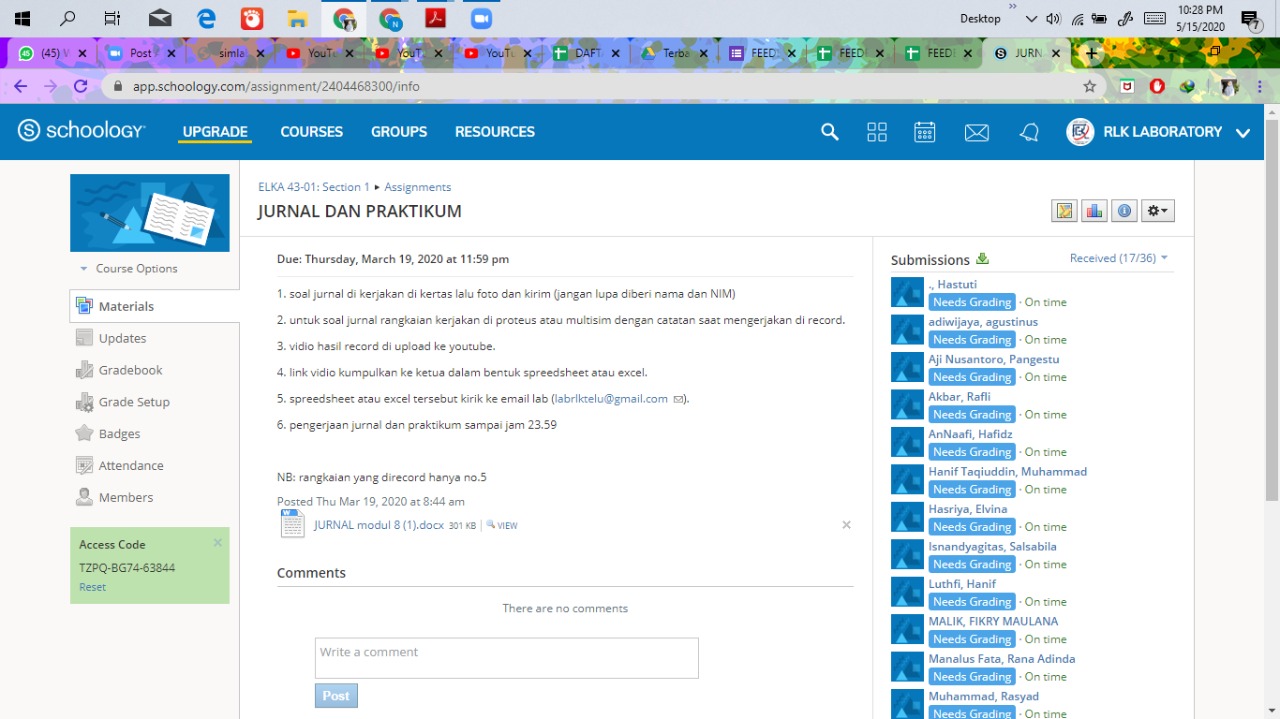 Desktop
10:28 PM
5/15/2020
7
(45) W
Post
simla
YouTu
YouTu
YouTu
DAFT
Terba
FEED
FEED
FEED
JURN
app.schoology.com/assignment/2404468300/info
schoology
UPGRADE
COURSES
GROUPS
RESOURCES
RLK LABORATORY
ELKA 43-01: Section 1 ▸ Assignments
JURNAL DAN PRAKTIKUM
Course Options
Materials
Updates
Gradebook
Grade Setup
Badges
Attendance
Members
Access Code
TZPQ-BG74-63844
Reset
Due: Thursday, March 19, 2020 at 11:59 pm
1. soal jurnal di kerjakan di kertas lalu foto dan kirim (jangan lupa diberi nama dan NIM)
2. untuk soal jurnal rangkaian kerjakan di proteus atau multisim dengan catatan saat mengerjakan di record.
3. vidio hasil record di upload ke youtube.
4. link vidio kumpulkan ke ketua dalam bentuk spreedsheet atau excel.
5. spreedsheet atau excel tersebut kirik ke email lab (labrlktelu@gmail.com).
6. pengerjaan jurnal dan praktikum sampai jam 23.59
NB: rangkaian yang direcord hanya no.5
Posted Thu Mar 19, 2020 at 8:44 am
JURNAL modul 8 (1).docx 301 KB | VIEW
Comments
There are no comments
Write a comment
Post
Submissions
Received (17/36)
., Hastuti
Needs Grading · On time
adiwijaya, agustinus
Needs Grading · On time
Aji Nusantoro, Pangestu
Needs Grading · On time
Akbar, Rafli
Needs Grading · On time
AnNaafi, Hafidz
Needs Grading · On time
Hanif Taqiuddin, Muhammad
Needs Grading · On time
Hasriya, Elvina
Needs Grading · On time
Isnandyagitas, Salsabila
Needs Grading · On time
Luthfi, Hanif
Needs Grading · On time
MALIK, FIKRY MAULANA
Needs Grading · On time
Manalus Fata, Rana Adinda
Needs Grading · On time
Muhammad, Rasyad
Needs Grading · On time